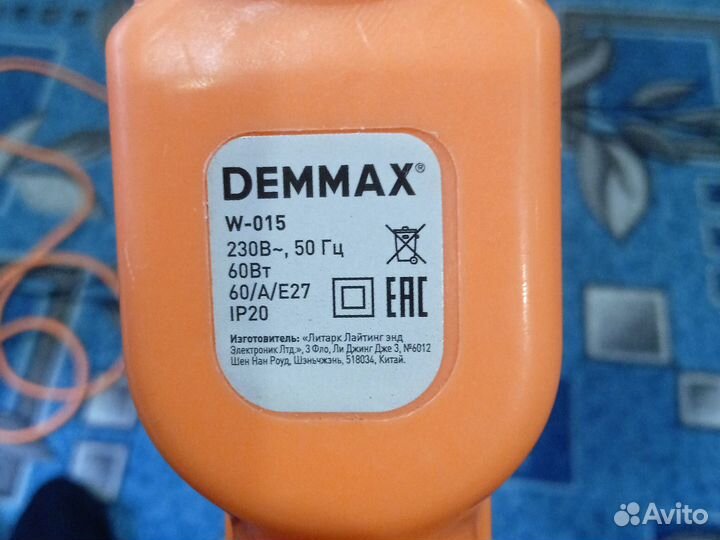 DEMMAX®
W-015
230В~, 50 Гц
60Вт
60/A/E27
IP20
EAC
Изготовитель: «Литарк Лайтинг энд
Электроник Лтд.», 3 Фло, Ли Джинг Дже 3, №6012
Шен Нан Роуд, Шэньчжэнь, 518034, Китай.
Avito